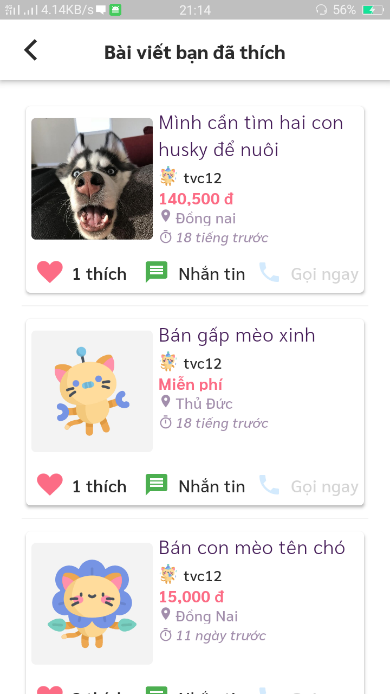 4.14KB/s 21:14 56%
Bài viết bạn đã thích
Mình cần tìm hai con
husky để nuôi
tvc12
140,500 đ
Đồng nai
18 tiếng trước
1 thích Nhắn tin Gọi ngay
Bán gấp mèo xinh
tvc12
Miễn phí
Thủ Đức
18 tiếng trước
1 thích Nhắn tin Gọi ngay
Bán con mèo tên chó
tvc12
15,000 đ
Đồng Nai
11 ngày trước